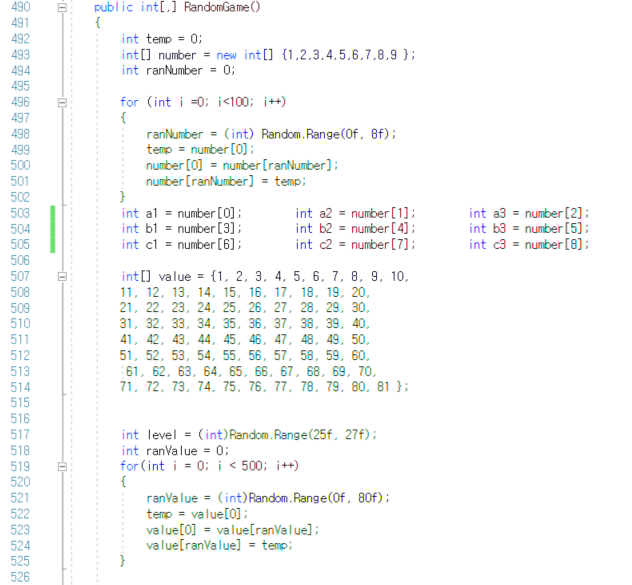 490 public int[,] RandomGame()
491 {
492 int temp = 0;
493 int[] number = new int[] {1,2,3,4,5,6,7,8,9 };
494 int ranNumber = 0;
495
496 for (int i =0; i<100; i++)
497 {
498 ranNumber = (int) Random.Range(0f, 8f);
499 temp = number[0];
500 number[0] = number[ranNumber];
501 number[ranNumber] = temp;
502 }
503 int a1 = number[0]; int a2 = number[1]; int a3 = number[2];
504 int b1 = number[3]; int b2 = number[4]; int b3 = number[5];
505 int c1 = number[6]; int c2 = number[7]; int c3 = number[8];
506
507 int[] value = {1, 2, 3, 4, 5, 6, 7, 8, 9, 10,
508 11, 12, 13, 14, 15, 16, 17, 18, 19, 20,
509 21, 22, 23, 24, 25, 26, 27, 28, 29, 30,
510 31, 32, 33, 34, 35, 36, 37, 38, 39, 40,
511 41, 42, 43, 44, 45, 46, 47, 48, 49, 50,
512 51, 52, 53, 54, 55, 56, 57, 58, 59, 60,
513 61, 62, 63, 64, 65, 66, 67, 68, 69, 70,
514 71, 72, 73, 74, 75, 76, 77, 78, 79, 80, 81 };
515
516
517 int level = (int)Random.Range(25f, 27f);
518 int ranValue = 0;
519 for(int i = 0; i < 500; i++)
520 {
521 ranValue = (int)Random.Range(0f, 80f);
522 temp = value[0];
523 value[0] = value[ranValue];
524 value[ranValue] = temp;
525 }
526